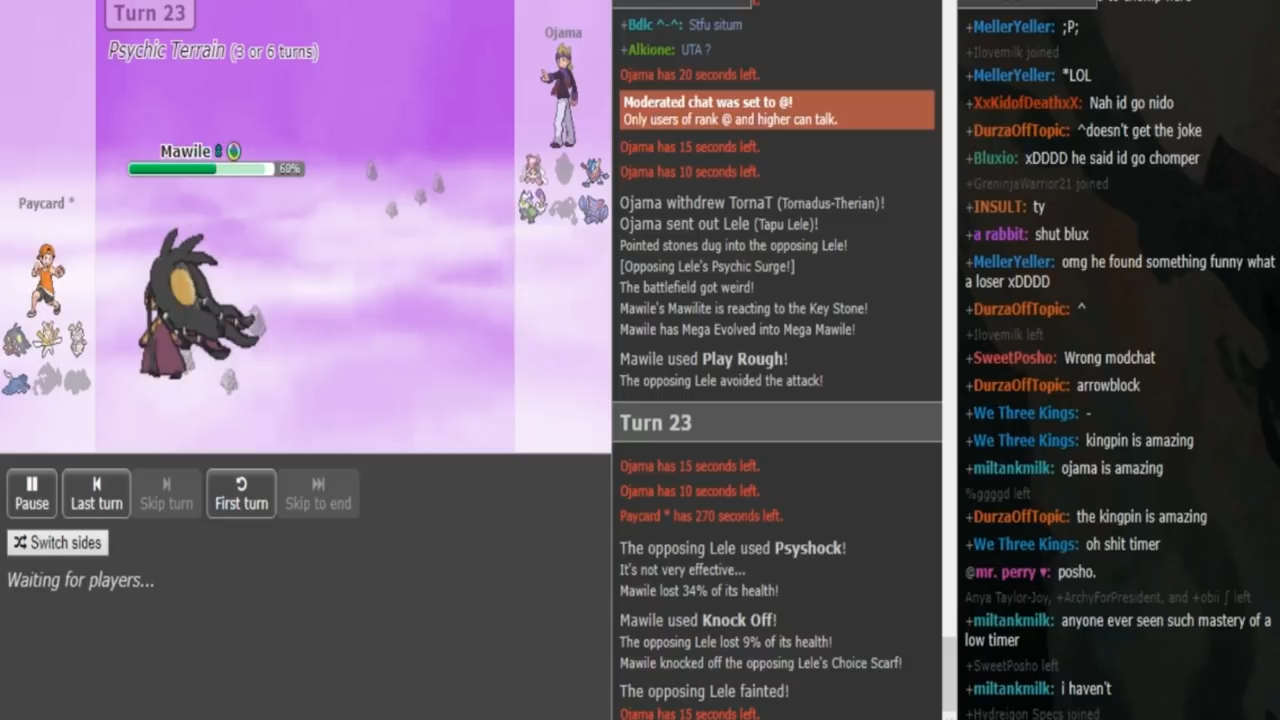 Turn 23
Psychic Terrain (3 or 6 turns)
Ojama
Mawile
60%
Paycard *
Pause
Last turn
Skip turn
First turn
Skip to end
Switch sides
Waiting for players...
+Bdlc ^-^: Stfu situm
+Alkione: UTA ?
Ojama has 20 seconds left.
Moderated chat was set to @!
Only users of rank @ and higher can talk.
Ojama has 15 seconds left.
Ojama has 10 seconds left.
Ojama withdrew TornaT (Tornadus-Therian)!
Ojama sent out Lele (Tapu Lele)!
Pointed stones dug into the opposing Lele!
[Opposing Lele's Psychic Surge!]
The battlefield got weird!
Mawile's Mawilite is reacting to the Key Stone!
Mawile has Mega Evolved into Mega Mawile!
Mawile used Play Rough!
The opposing Lele avoided the attack!
Turn 23
Ojama has 15 seconds left.
Ojama has 10 seconds left.
Paycard * has 270 seconds left.
The opposing Lele used Psyshock!
It's not very effective...
Mawile lost 34% of its health!
Mawile used Knock Off!
The opposing Lele lost 9% of its health!
Mawile knocked off the opposing Lele's Choice Scarf!
The opposing Lele fainted!
Ojama has 15 seconds left.
+MellerYeller: ;P;
+Ilovemilk joined
+MellerYeller: *LOL
+XxKidofDeathxX: Nah id go nido
+DurzaOffTopic: ^doesn't get the joke
+Bluxio: xDDDD he said id go chomper
+GreninjaWarrior21 joined
+INSULT: ty
+a rabbit: shut blux
+MellerYeller: omg he found something funny what
a loser xDDDD
+DurzaOffTopic: ^
+Ilovemilk left
+SweetPosho: Wrong modchat
+DurzaOffTopic: arrowblock
+We Three Kings: -
+We Three Kings: kingpin is amazing
+miltankmilk: ojama is amazing
%ggggd left
+DurzaOffTopic: the kingpin is amazing
+We Three Kings: oh shit timer
@mr. perry ♥: posho.
Anya Taylor-Joy, +ArchyForPresident, and +obii ∫ left
+miltankmilk: anyone ever seen such mastery of a
low timer
+SweetPosho left
+miltankmilk: i haven't
+Hydreigon Specs joined